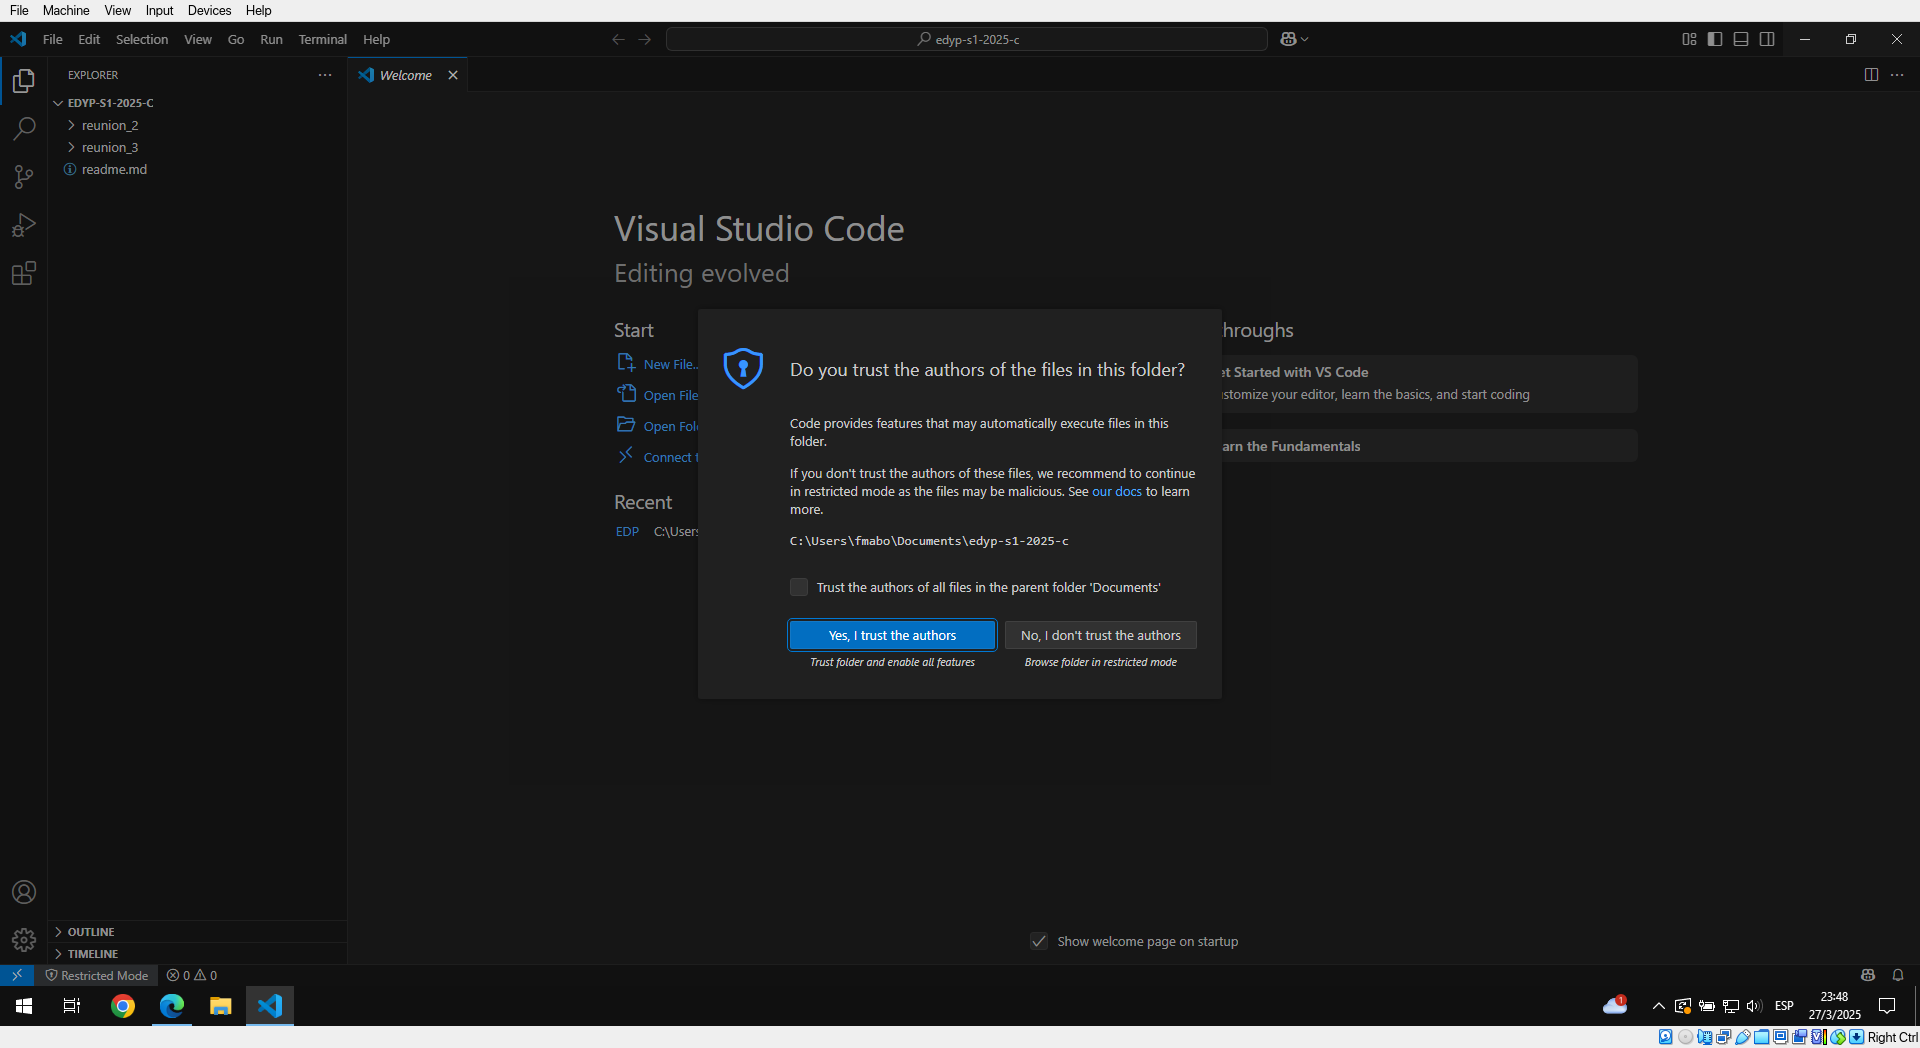 File Machine View Input Devices Help
File Edit Selection View Go Run Terminal Help
edyp-s1-2025-c
EXPLORER
Welcome
EDYP-S1-2025-C
reunion_2
reunion_3
readme.md
Visual Studio Code
Editing evolved
Start
New File...
Open File
Open Fol
Connect t
Recent
EDP C:\Users
hroughs
et Started with VS Code
stomize your editor, learn the basics, and start coding
arn the Fundamentals
Do you trust the authors of the files in this folder?
Code provides features that may automatically execute files in this
folder.
If you don't trust the authors of these files, we recommend to continue
in restricted mode as the files may be malicious. See our docs to learn
more.
C:\Users\fmabo\Documents\edyp-s1-2025-c
Trust the authors of all files in the parent folder 'Documents'
Yes, I trust the authors
No, I don't trust the authors
Trust folder and enable all features
Browse folder in restricted mode
Show welcome page on startup
OUTLINE
TIMELINE
Restricted Mode 0 0
1
ESP
23:48
27/3/2025
Right Ctrl